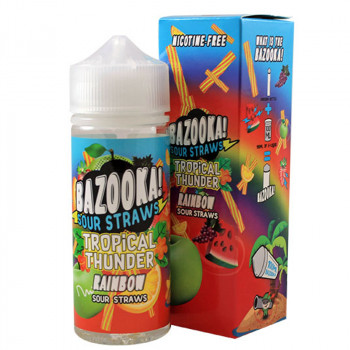 BAZOOKA!
SOUR STRAWS
TROPICAL
THUNDER
RAINBOW
SOUR STRAWS
NICOTINE FREE
BAZOOKA!
SOUR STRAWS
TROPICAL
THUNDER
RAINBOW
SOUR STRAWS
WHAT IS THE
BAZOOKA!
BAZOOKA!